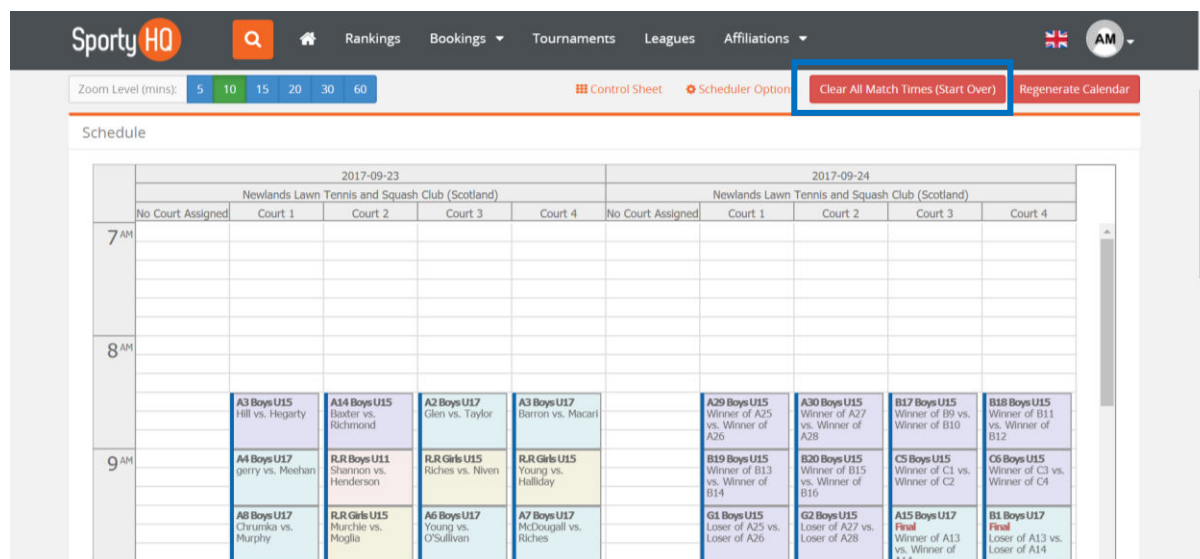 SportyHQ Rankings Bookings Tournaments Leagues Affiliations AM
Zoom Level (mins): 5 10 15 20 30 60 Control Sheet Scheduler Option Clear All Match Times (Start Over) Regenerate Calendar
Schedule
2017-09-23 2017-09-24
Newlands Lawn Tennis and Squash Club (Scotland) Newlands Lawn Tennis and Squash Club (Scotland)
No Court Assigned Court 1 Court 2 Court 3 Court 4 No Court Assigned Court 1 Court 2 Court 3 Court 4
7 AM
8 AM
A3 Boys U15 A14 Boys U15 A2 Boys U17 A3 Boys U17 A29 Boys U15 A30 Boys U15 B17 Boys U15 B18 Boys U15
Hill vs. Hegarty Baxter vs. Glen vs. Taylor Barron vs. Macari Winner of A25 Winner of A27 Winner of B9 vs. Winner of B11
Richmond vs. Winner of vs. Winner of Winner of B10 vs. Winner of
A26 A28 B12
9 AM A4 Boys U17 R.R Boys U11 R.R Girls U15 R.R Girls U15 B19 Boys U15 B20 Boys U15 C5 Boys U15 C6 Boys U15
gerry vs. Meehan Shannon vs. Riches vs. Niven Young vs. Winner of B13 Winner of B15 Winner of C1 vs. Winner of C3 vs.
Henderson Halliday vs. Winner of vs. Winner of Winner of C2 Winner of C4
B14 B16
A8 Boys U17 R.R Girls U15 A6 Boys U17 A7 Boys U17 G1 Boys U15 G2 Boys U15 A15 Boys U17 B1 Boys U17
Chrumka vs. Murchie vs. Young vs. McDougall vs. Loser of A25 vs. Loser of A27 vs. Final Final
Murphy Moglia O'Sullivan Riches Loser of A26 Loser of A28 Winner of A13 Loser of A13 vs.
vs. Winner of Loser of A14